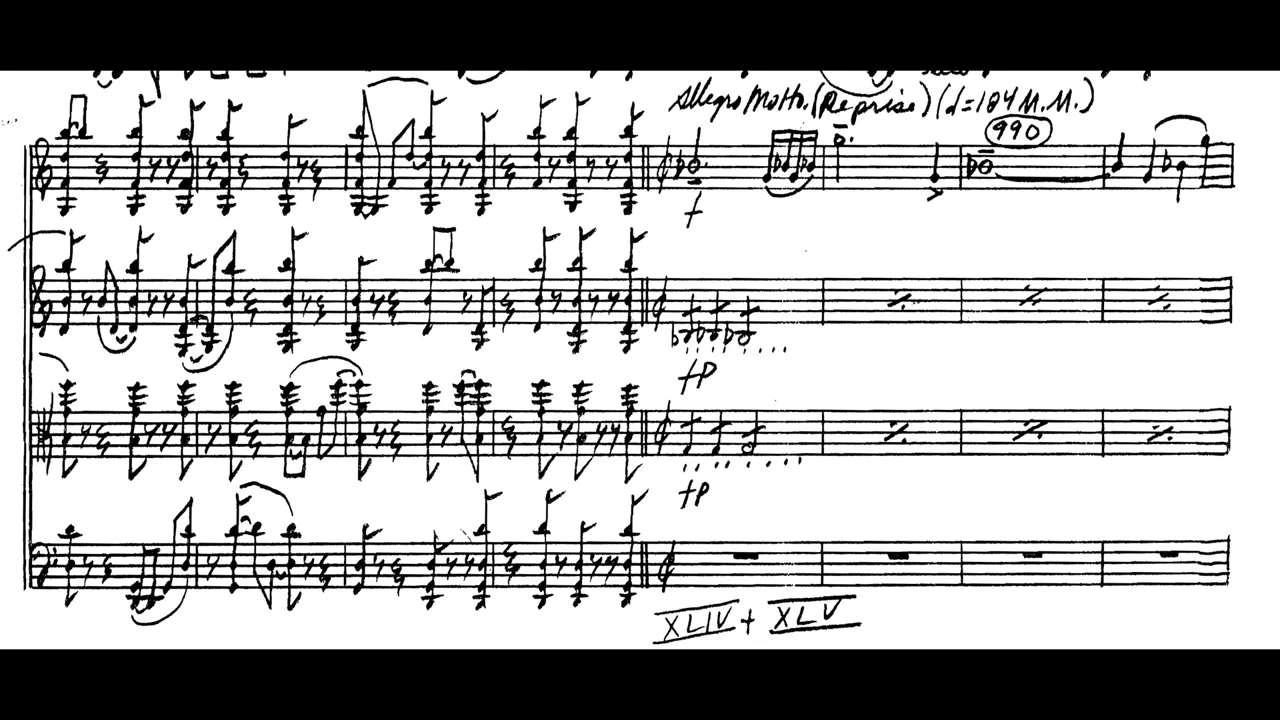 Allegro Molto. (Reprise) (d=184 M.M.)
990
f
fP
fP
XLIV + XLV